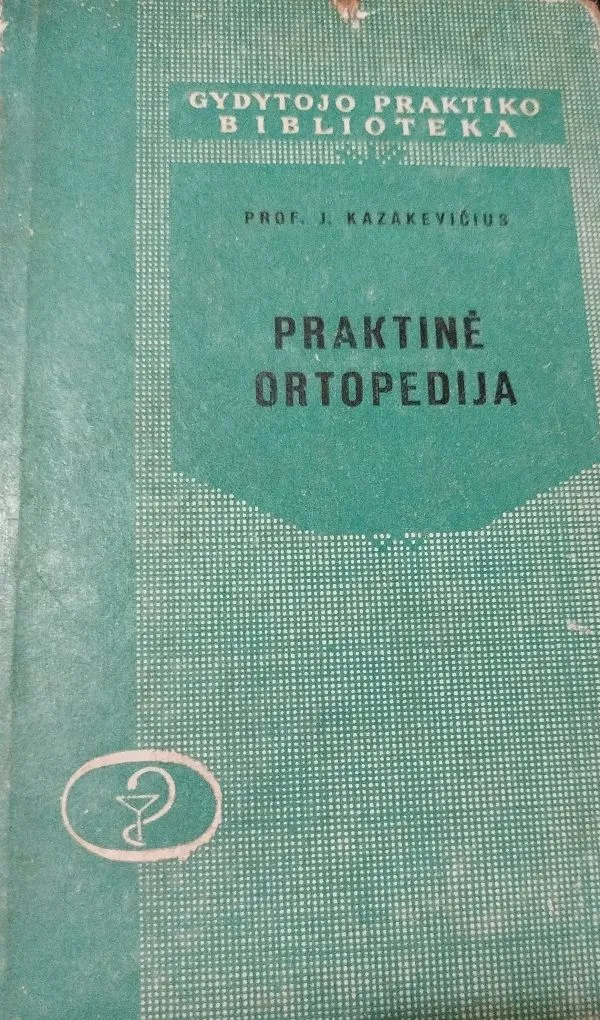 GYDYTOJO PRAKTIKO
BIBLIOTEKA
PROF. J. KAZAKEVIČIUS
PRAKTINĖ
ORTOPEDIJA